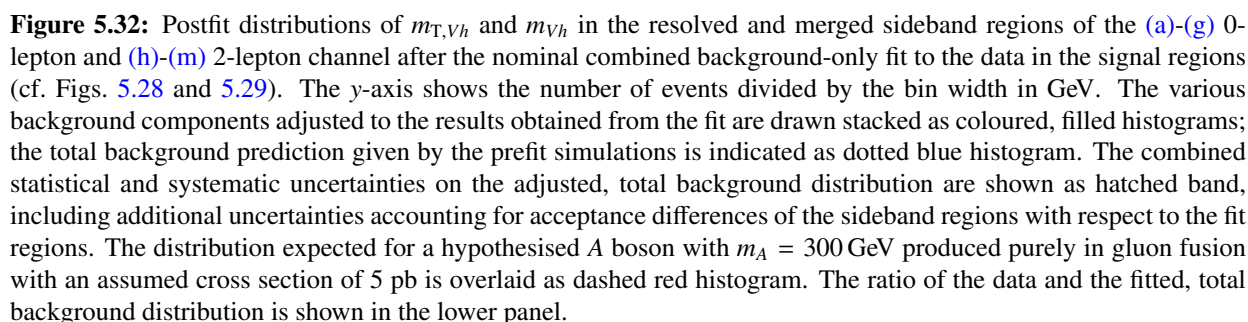 Figure 5.32: Postfit distributions of m_T,Vh and m_Vh in the resolved and merged sideband regions of the (a)-(g) 0-
lepton and (h)-(m) 2-lepton channel after the nominal combined background-only fit to the data in the signal regions
(cf. Figs. 5.28 and 5.29). The y-axis shows the number of events divided by the bin width in GeV. The various
background components adjusted to the results obtained from the fit are drawn stacked as coloured, filled histograms;
the total background prediction given by the prefit simulations is indicated as dotted blue histogram. The combined
statistical and systematic uncertainties on the adjusted, total background distribution are shown as hatched band,
including additional uncertainties accounting for acceptance differences of the sideband regions with respect to the fit
regions. The distribution expected for a hypothesised A boson with m_A = 300 GeV produced purely in gluon fusion
with an assumed cross section of 5 pb is overlaid as dashed red histogram. The ratio of the data and the fitted, total
background distribution is shown in the lower panel.